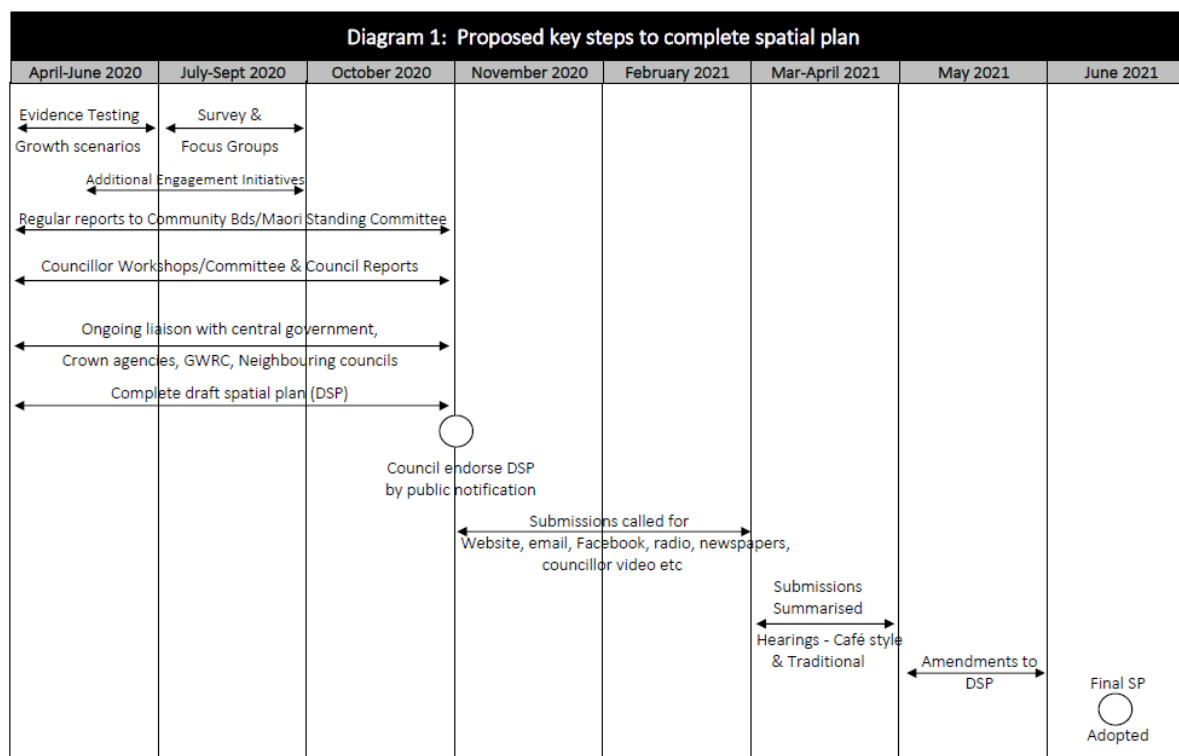 Diagram 1: Proposed key steps to complete spatial plan
April-June 2020 July-Sept 2020 October 2020 November 2020 February 2021 Mar-April 2021 May 2021 June 2021
Evidence Testing
Growth scenarios
Survey &
Focus Groups
Additional Engagement Initiatives
Regular reports to Community Bds/Maori Standing Committee
Councillor Workshops/Committee & Council Reports
Ongoing liaison with central government,
Crown agencies, GWRC, Neighbouring councils
Complete draft spatial plan (DSP)
Council endorse DSP
by public notification
Submissions called for
Website, email, Facebook, radio, newspapers,
councillor video etc
Submissions
Summarised
Hearings - Café style
& Traditional
Amendments to
DSP
Final SP
Adopted